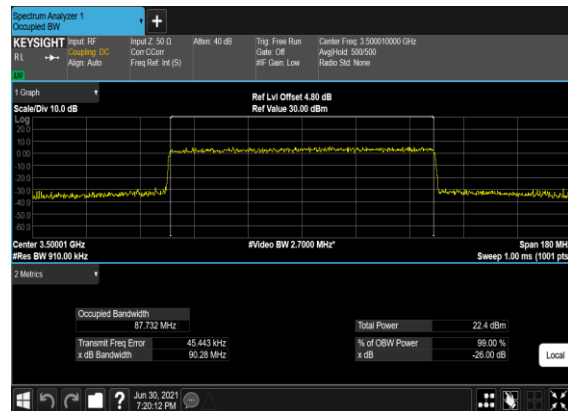 Spectrum Analyzer 1
Occupied BW
KEYSIGHT
RL
LW
Input: RF
Coupling: DC
Align: Auto
Input Z: 50 Ω
Corr CCorr
Freq Ref: Int (S)
Atten: 40 dB
Trig: Free Run
Gate: Off
#IF Gain: Low
Center Freq: 3.500010000 GHz
Avg|Hold: 500/500
Radio Std: None
1 Graph
Scale/Div 10.0 dB
Ref Lvl Offset 4.80 dB
Ref Value 30.00 dBm
Log
20.0
10.0
0.00
-10.0
-20.0
-30.0
-40.0
-50.0
-60.0
Center 3.50001 GHz
#Res BW 910.00 kHz
#Video BW 2.7000 MHz*
Span 180 MH
Sweep 1.00 ms (1001 pts
2 Metrics
Occupied Bandwidth
87.732 MHz
Total Power 22.4 dBm
Transmit Freq Error 45.443 kHz
% of OBW Power 99.00 %
x dB Bandwidth 90.28 MHz
x dB -26.00 dB
Local
?
Jun 30, 2021
7:20:12 PM